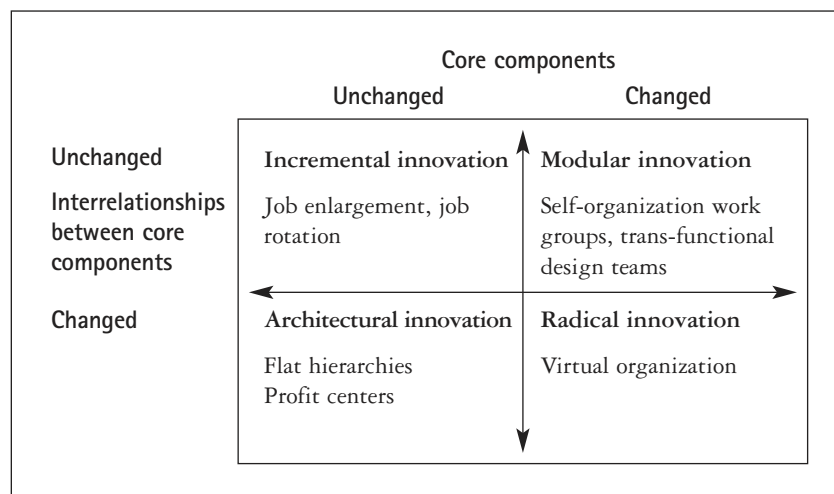 Core components
Unchanged Changed
Unchanged
Interrelationships
between core
components
Changed
Incremental innovation
Job enlargement, job
rotation
Modular innovation
Self-organization work
groups, trans-functional
design teams
Architectural innovation
Flat hierarchies
Profit centers
Radical innovation
Virtual organization